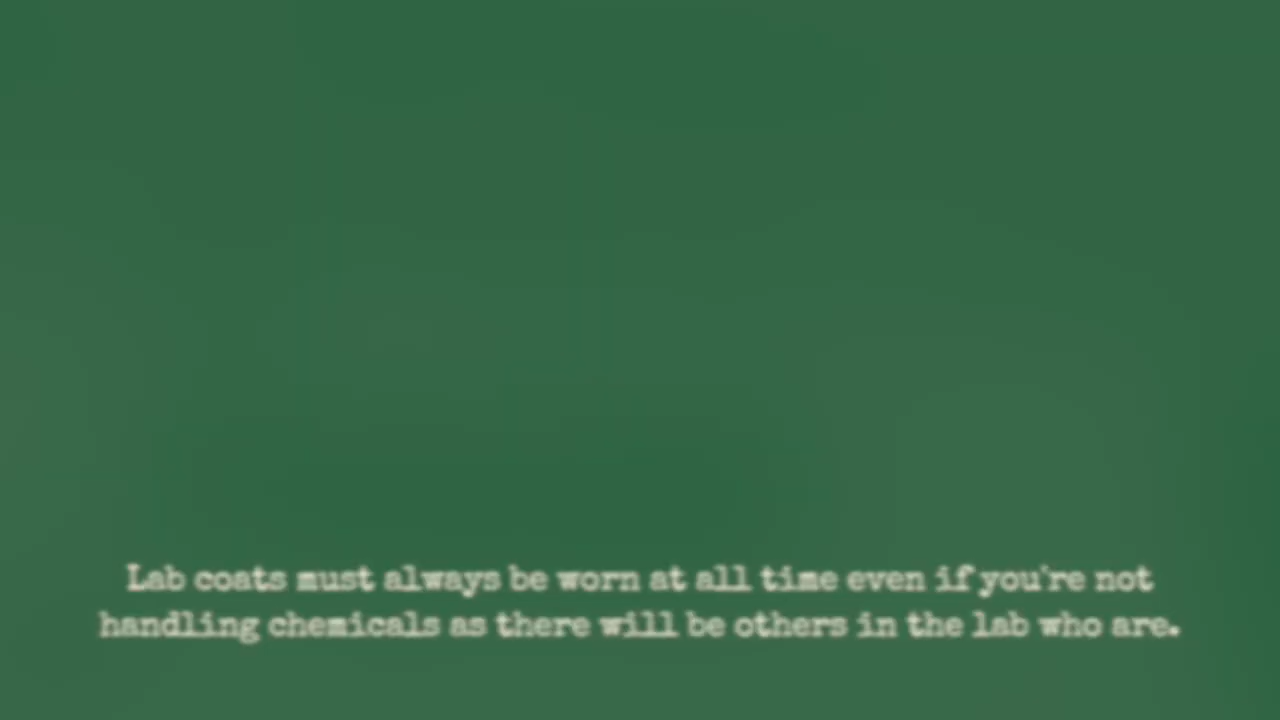 Lab coats must always be worn at all time even if you're not
handling chemicals as there will be others in the lab who are.